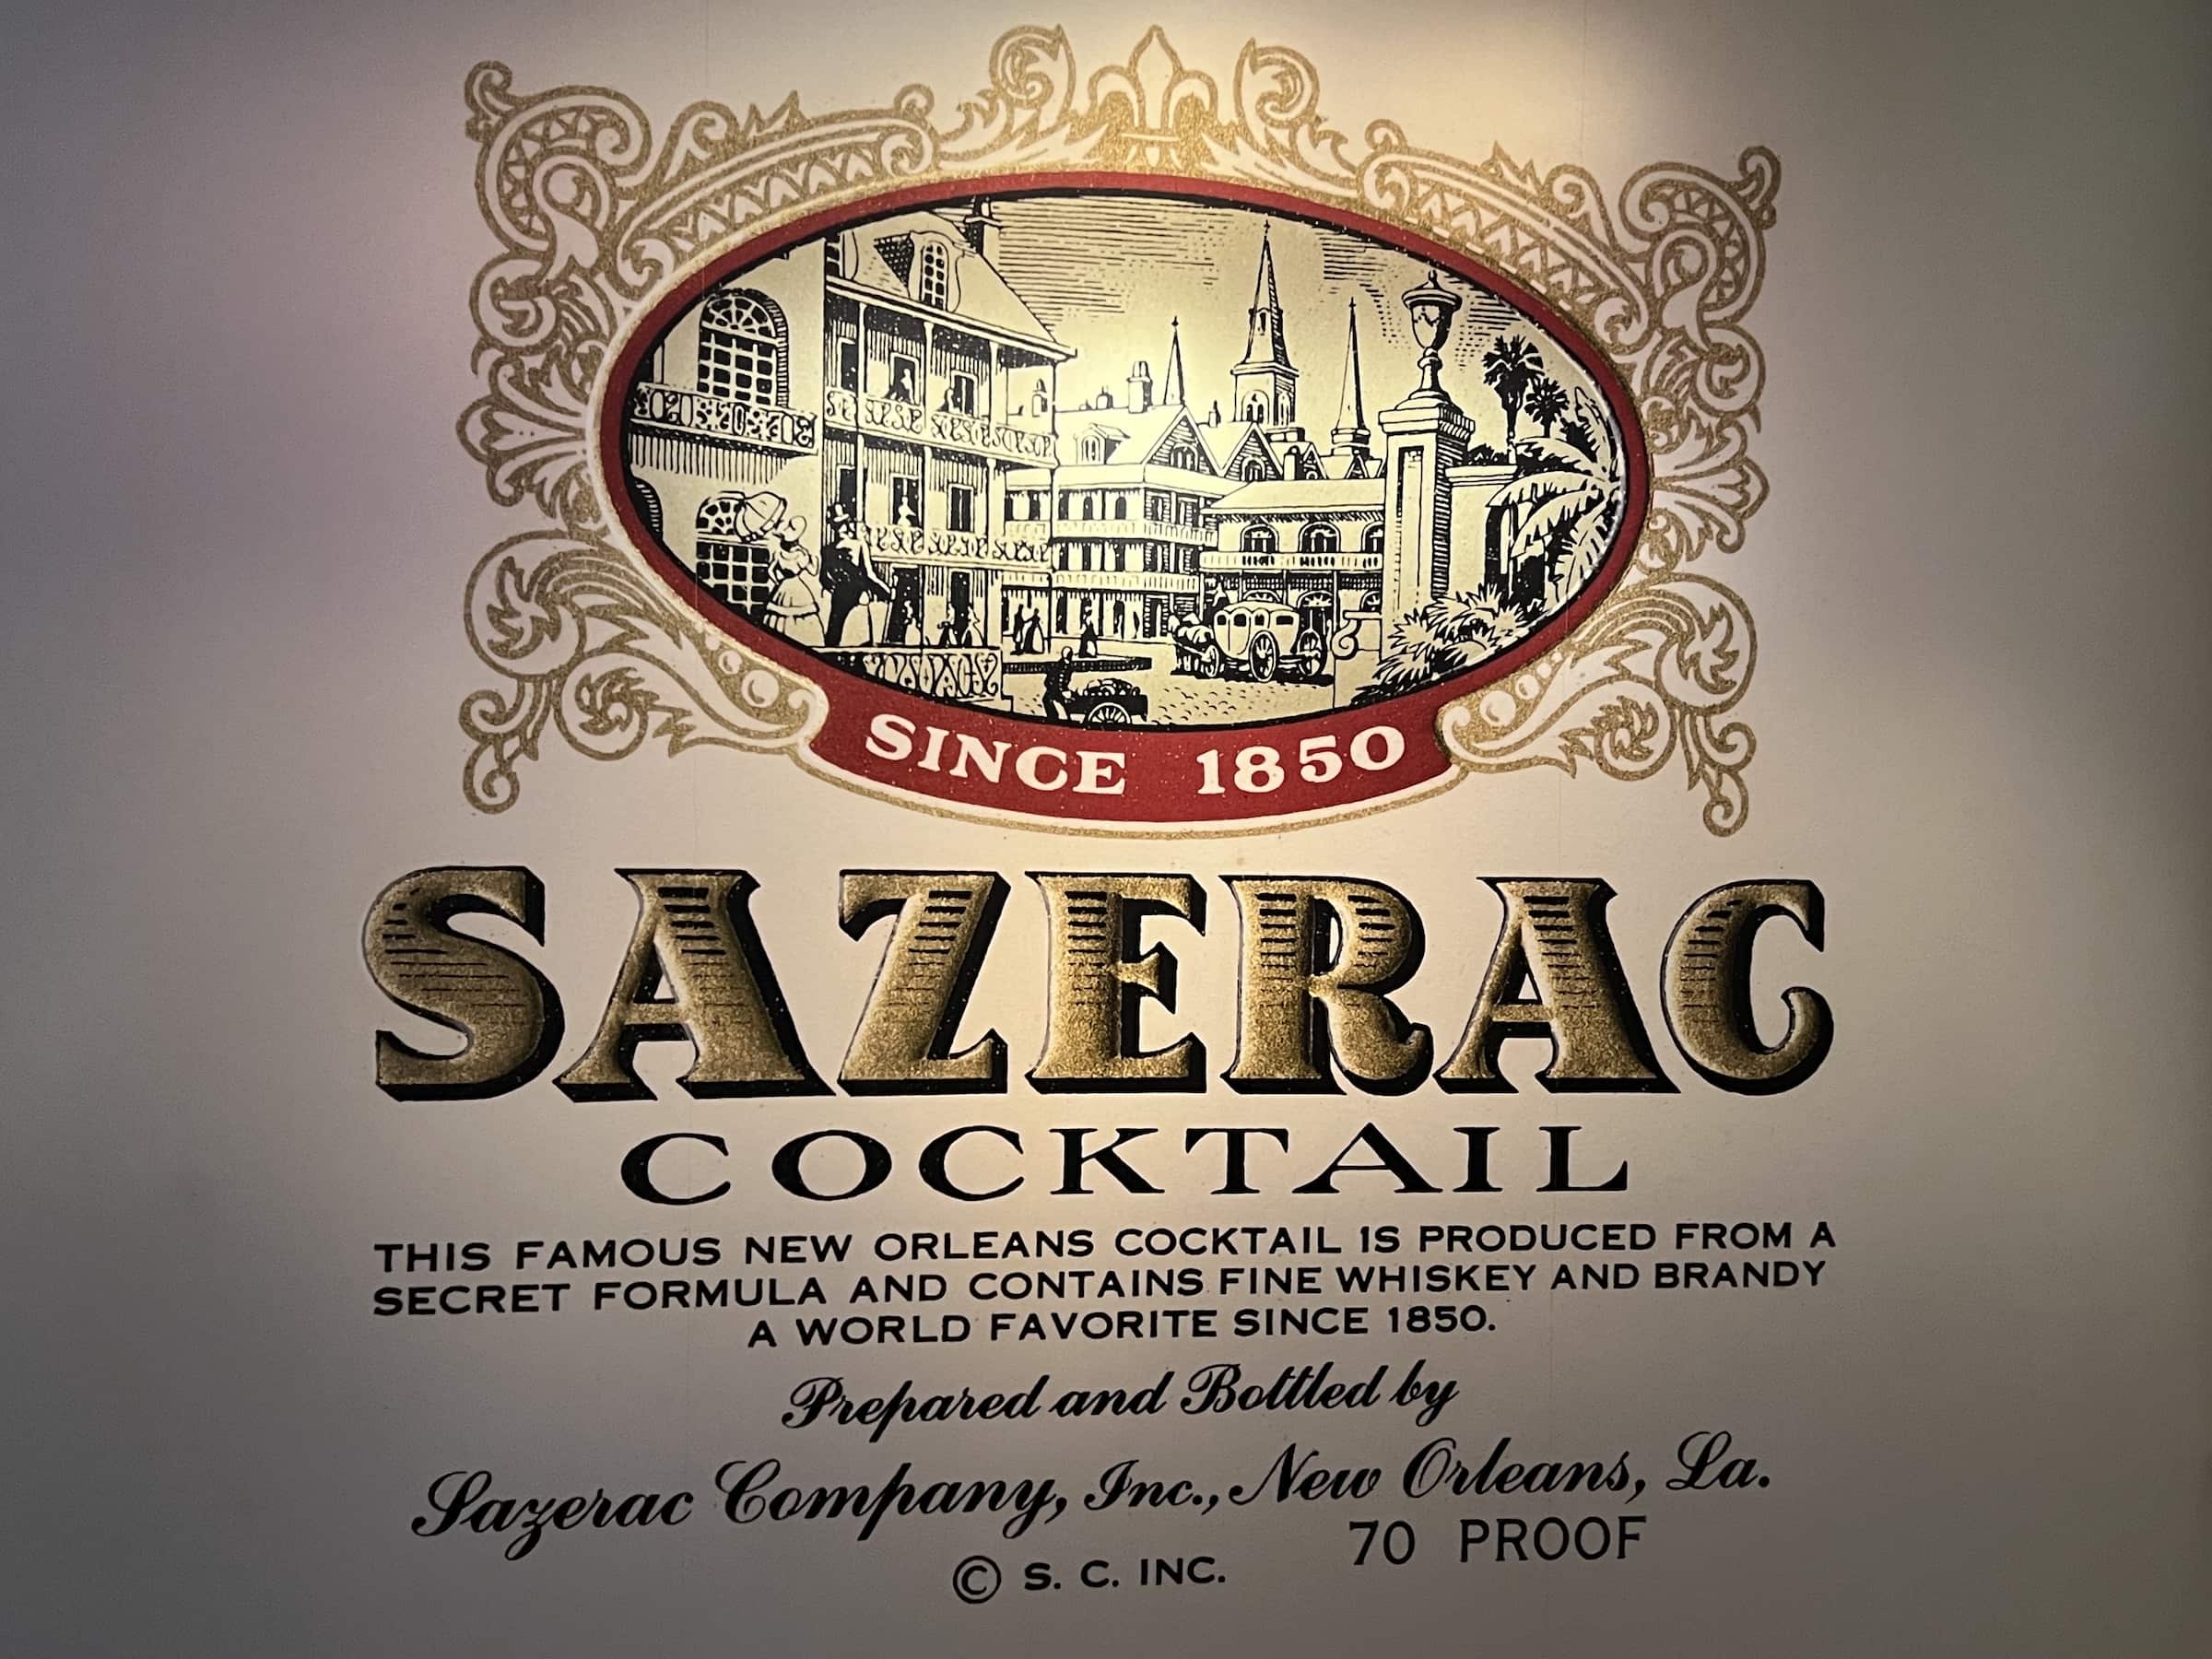 SINCE 1850
SAZERAC
COCKTAIL
THIS FAMOUS NEW ORLEANS COCKTAIL IS PRODUCED FROM A
SECRET FORMULA AND CONTAINS FINE WHISKEY AND BRANDY
A WORLD FAVORITE SINCE 1850.
Prepared and Bottled by
Sazerac Company, Inc., New Orleans, La.
70 PROOF
© S. C. INC.